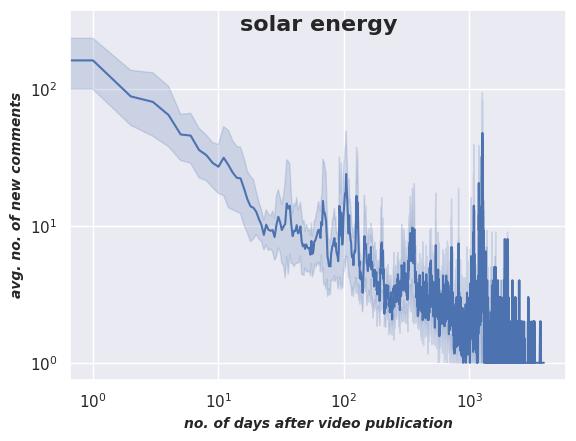 solar energy
avg. no. of new comments
10²
10¹
10⁰
10⁰ 10¹ 10² 10³
no. of days after video publication